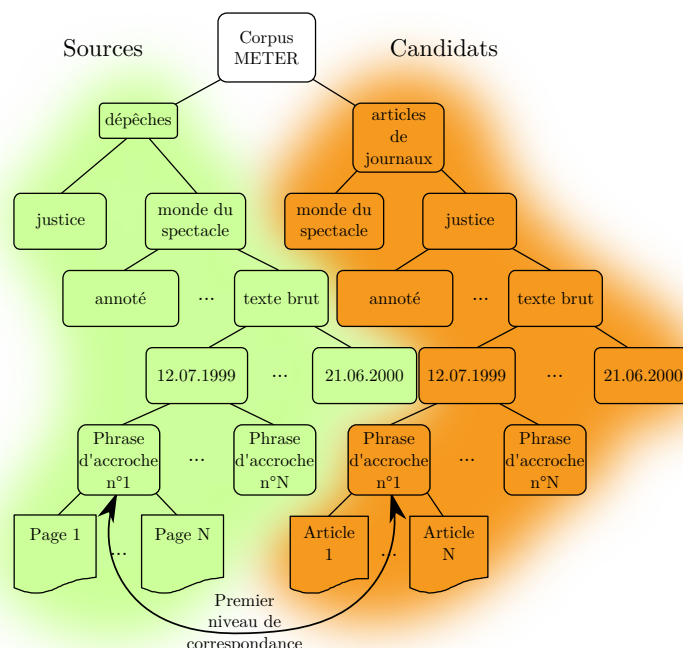 Sources
Corpus
METER
Candidats
dépêches
articles
de
journaux
justice
monde du
spectacle
monde du
spectacle
justice
annoté
...
texte brut
annoté
...
texte brut
12.07.1999
...
21.06.2000
12.07.1999
...
21.06.2000
Phrase
d'accroche
n°1
...
Phrase
d'accroche
n°N
Phrase
d'accroche
n°1
...
Phrase
d'accroche
n°N
Page 1
...
Page N
Article
1
...
Article
N
Premier
niveau de
correspondance